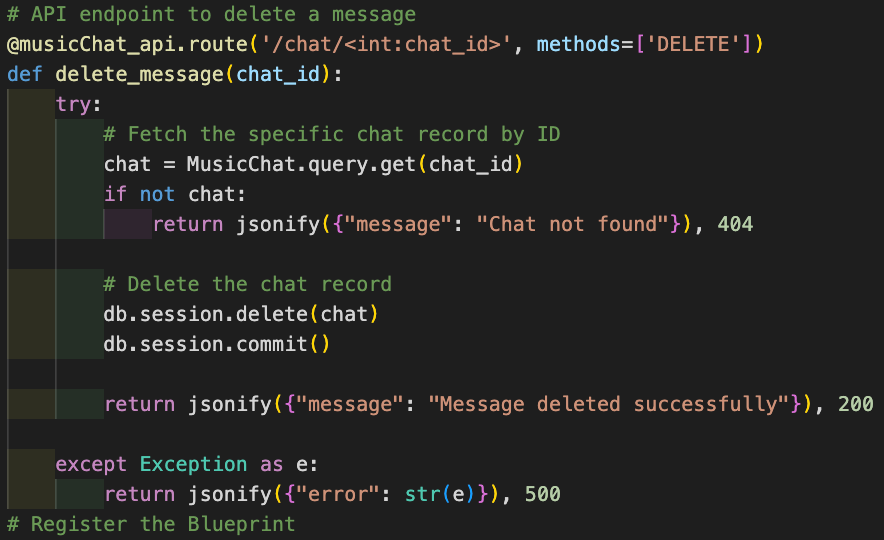 # API endpoint to delete a message
@musicChat_api.route('/chat/<int:chat_id>', methods=['DELETE'])
def delete_message(chat_id):
    try:
        # Fetch the specific chat record by ID
        chat = MusicChat.query.get(chat_id)
        if not chat:
            return jsonify({"message": "Chat not found"}), 404

        # Delete the chat record
        db.session.delete(chat)
        db.session.commit()

        return jsonify({"message": "Message deleted successfully"}), 200

    except Exception as e:
        return jsonify({"error": str(e)}), 500
# Register the Blueprint